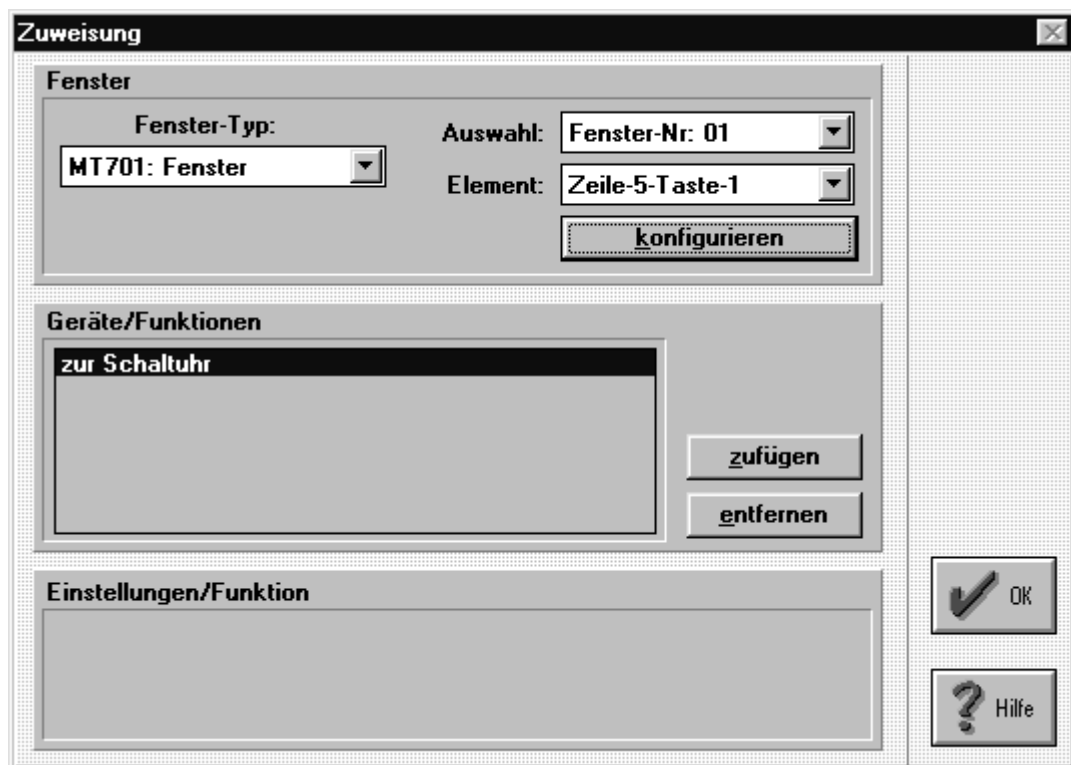 Zuweisung
Fenster
Fenster-Typ:
MT701: Fenster
Auswahl: Fenster-Nr: 01
Element: Zeile-5-Taste-1
konfigurieren
Geräte/Funktionen
zur Schaltuhr
zufügen
entfernen
Einstellungen/Funktion
OK
Hilfe